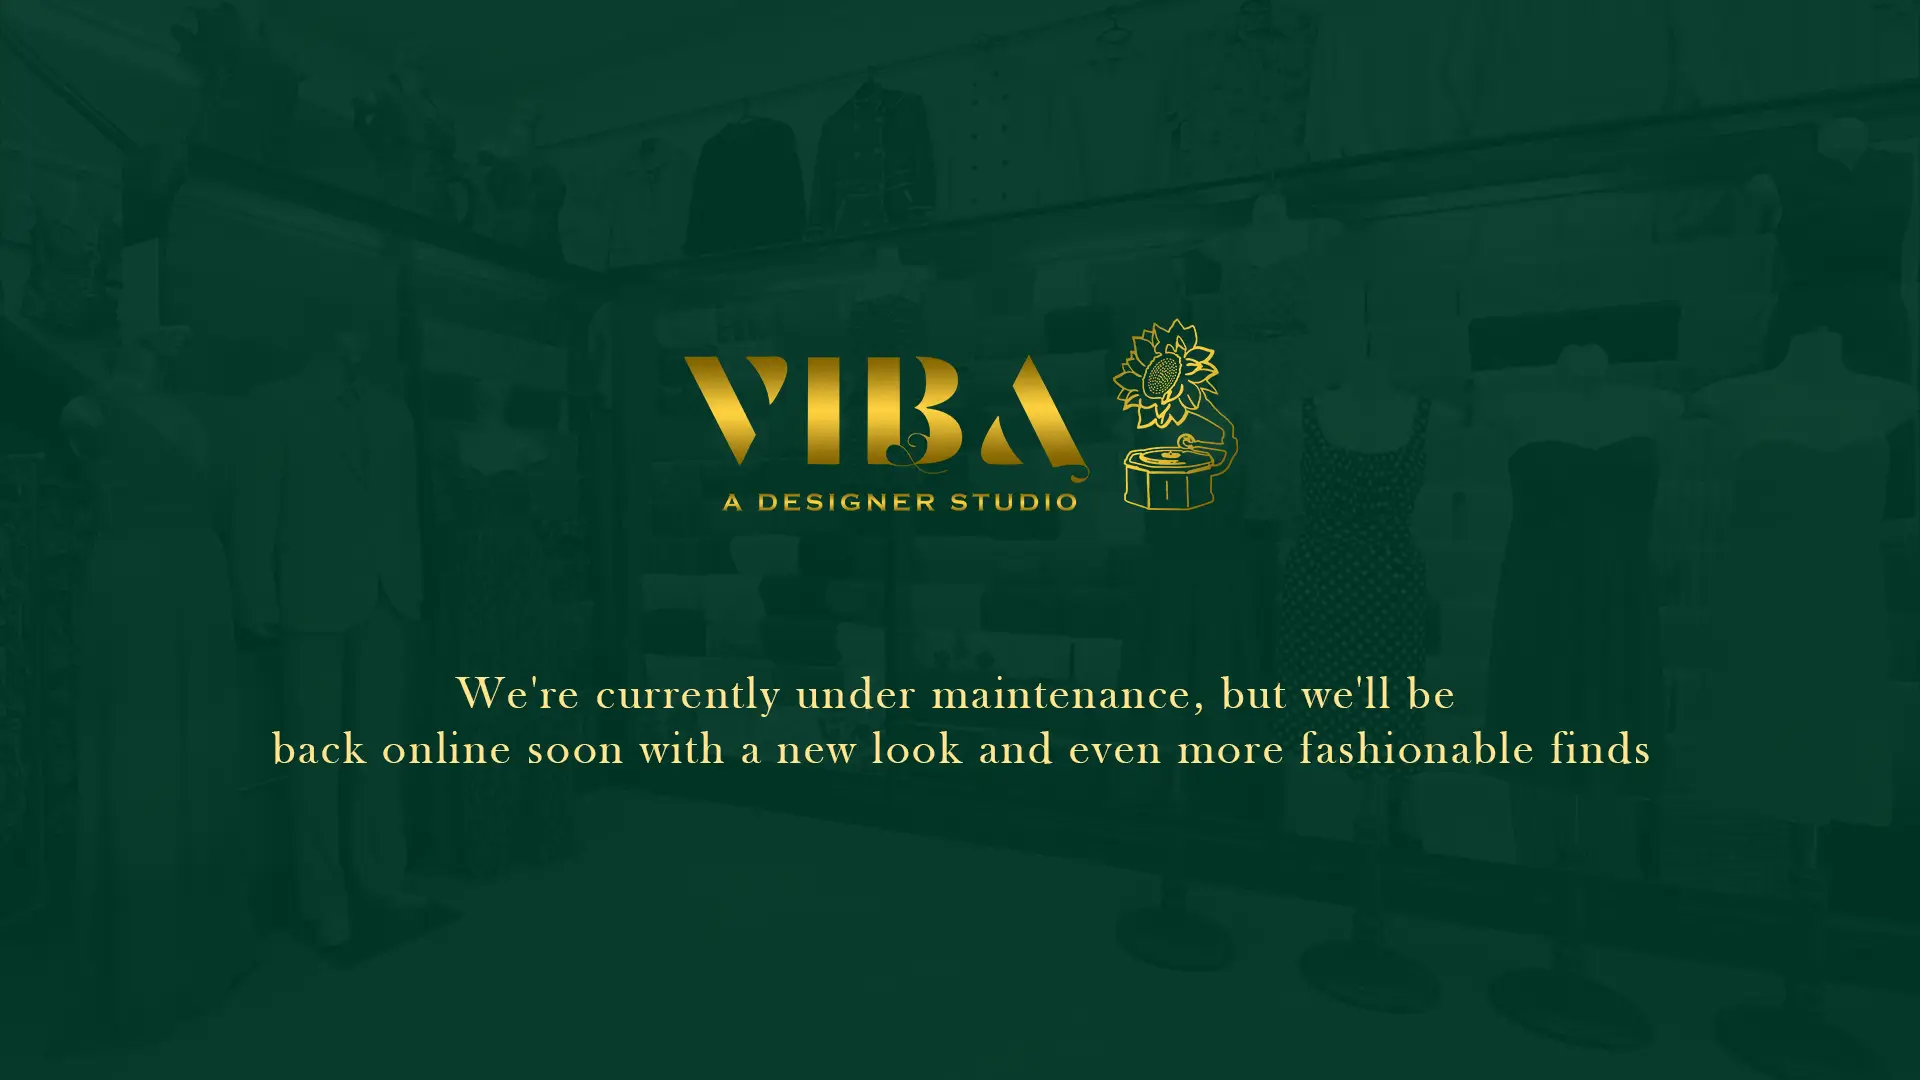 VIBA
A DESIGNER STUDIO
We're currently under maintenance, but we'll be
back online soon with a new look and even more fashionable finds